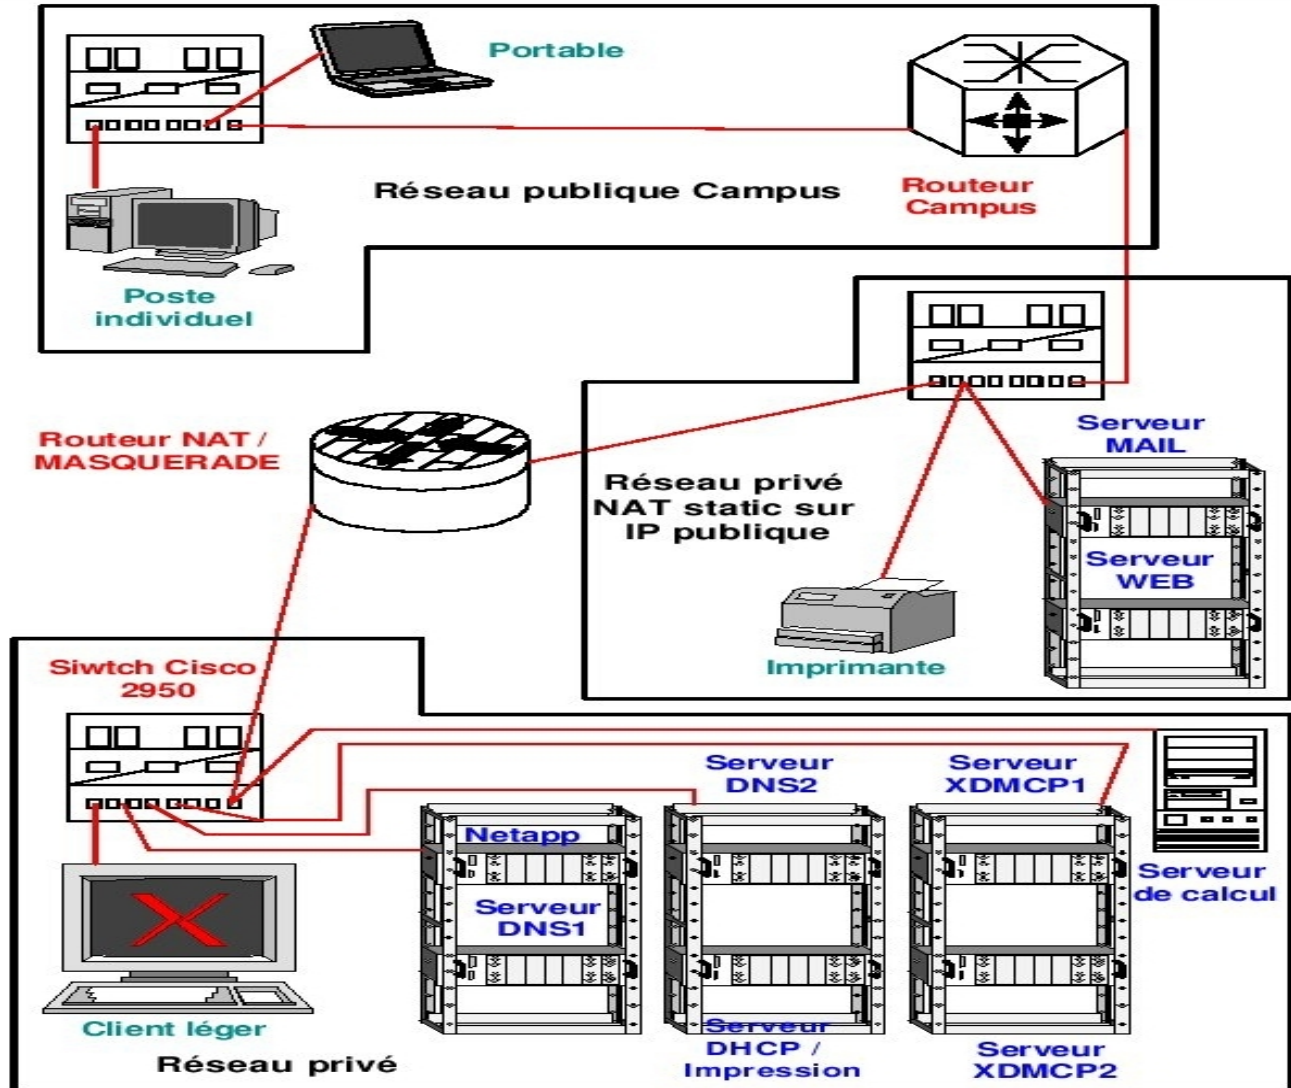 Portable
Réseau publique Campus
Routeur
Campus
Poste
individuel
Routeur NAT /
MASQUERADE
Serveur
MAIL
Réseau privé
NAT static sur
IP publique
Serveur
WEB
Imprimante
Siwtch Cisco
2950
Serveur
DNS2
Serveur
XDMCP1
Netapp
Serveur
DNS1
Serveur
de calcul
X
Client léger
Serveur
DHCP /
Impression
Serveur
XDMCP2
Réseau privé